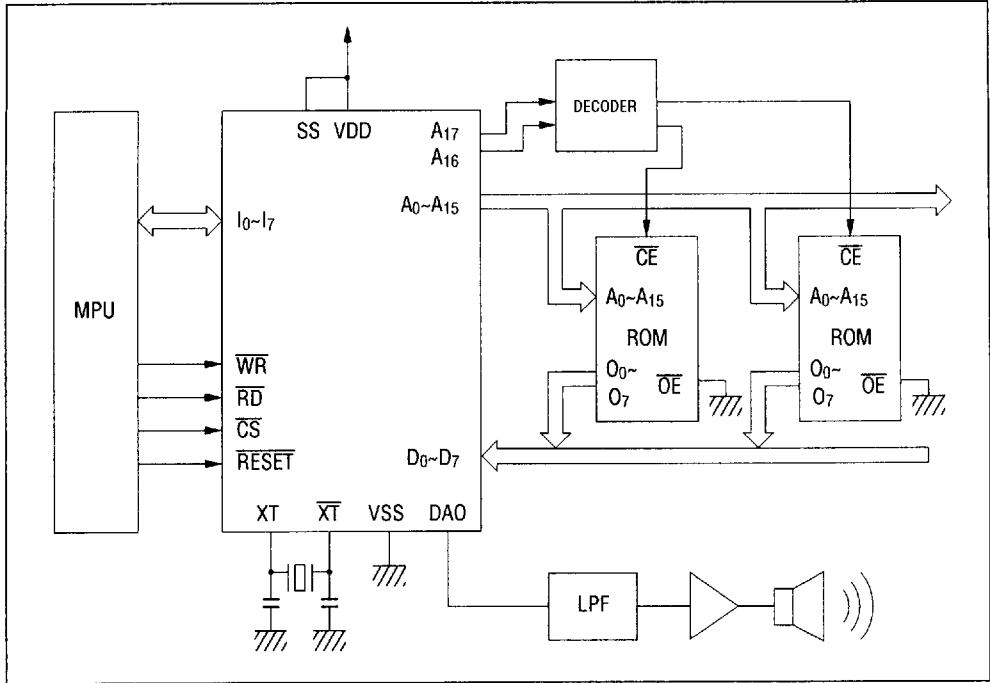 DECODER
SS VDD
A17
A16
A0~A15
I0~I7
MPU
CE
CE
A0~A15
A0~A15
ROM
ROM
WR
RD
CS
RESET
O0~
O7
OE
O0~
O7
OE
D0~D7
XT XT VSS DAO
LPF